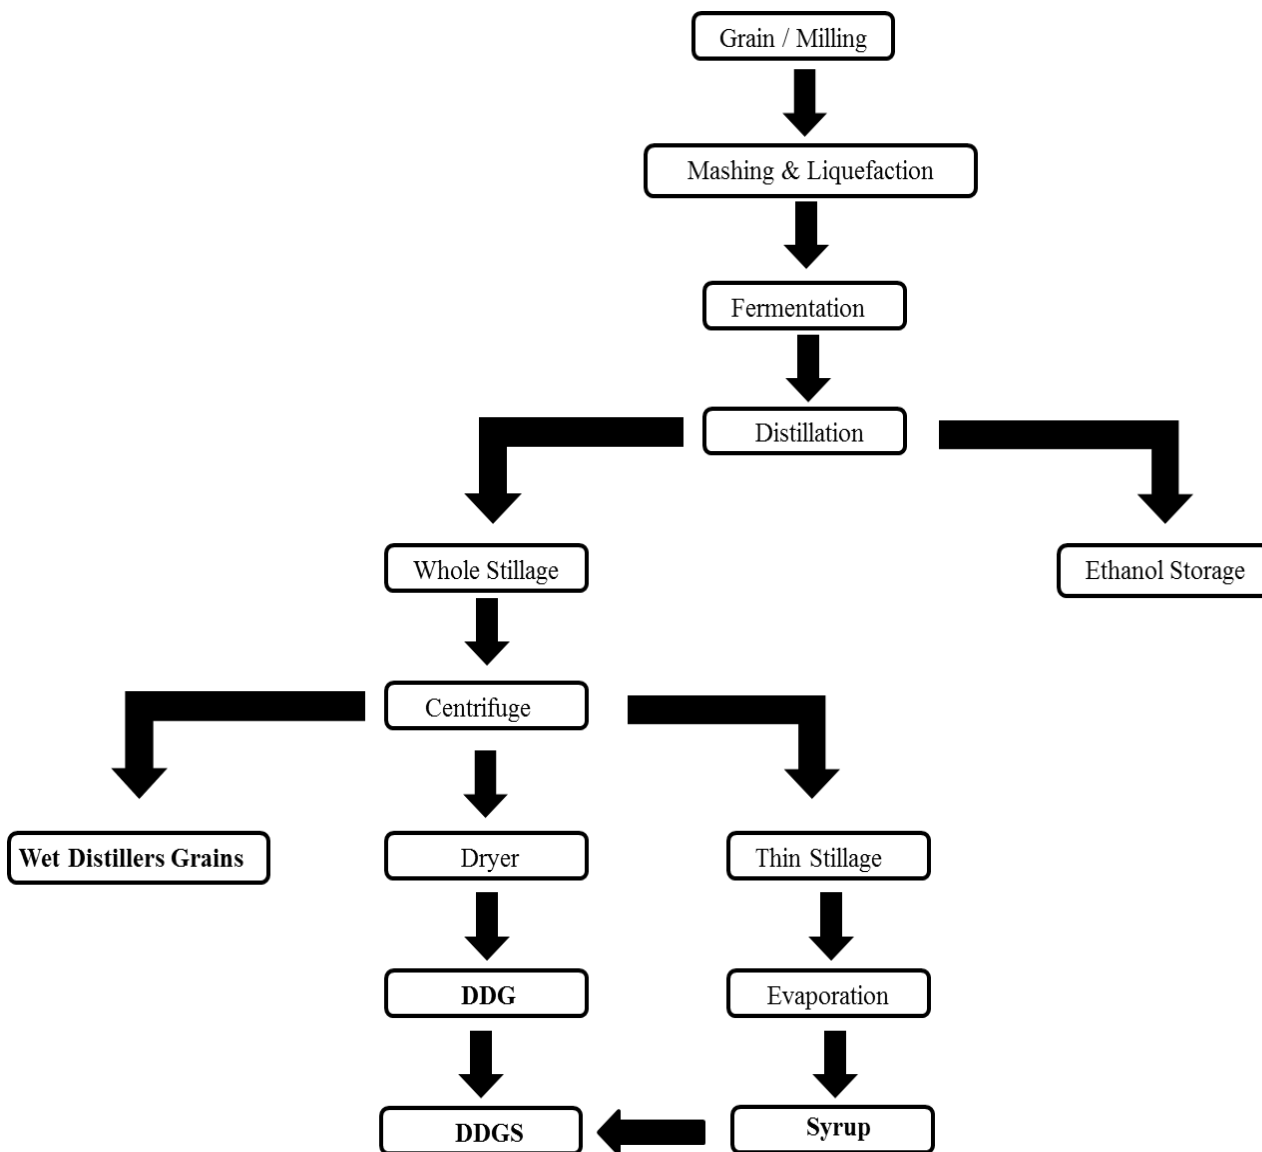 Grain / Milling
Mashing & Liquefaction
Fermentation
Distillation
Whole Stillage
Ethanol Storage
Centrifuge
Wet Distillers Grains
Dryer
Thin Stillage
DDG
Evaporation
DDGS
Syrup